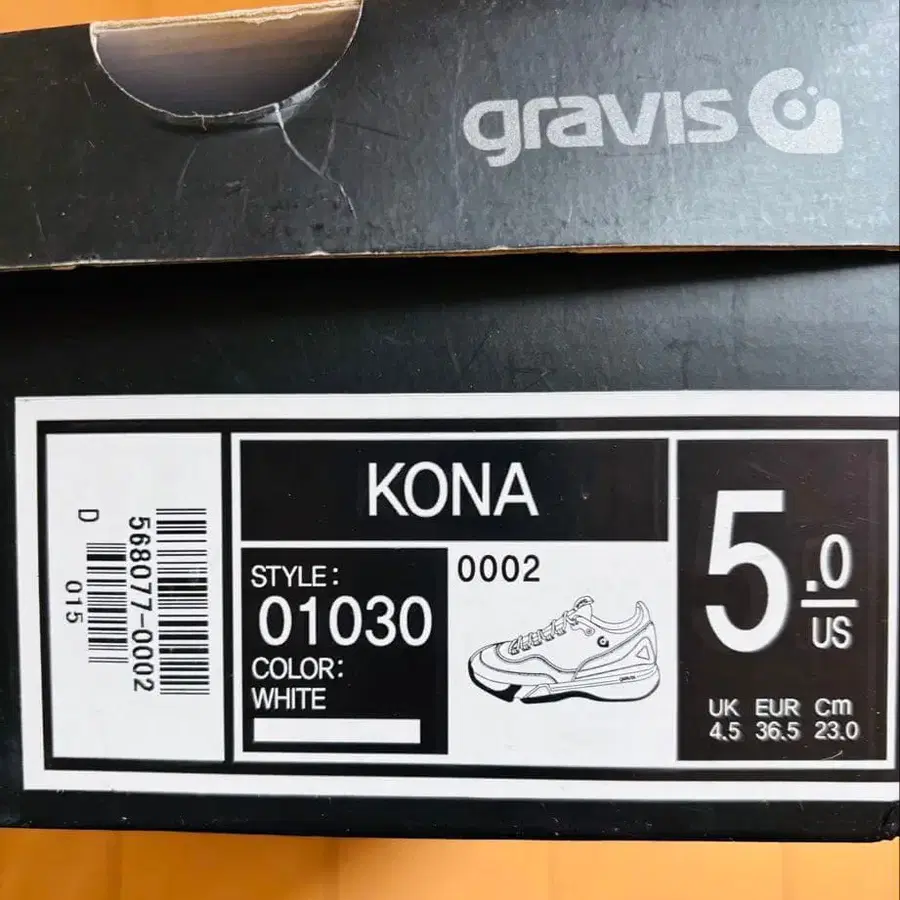 gravis
KONA
D
015
568077-0002
STYLE:
01030
COLOR:
WHITE
0002
5.0
US
UK EUR Cm
4.5 36.5 23.0